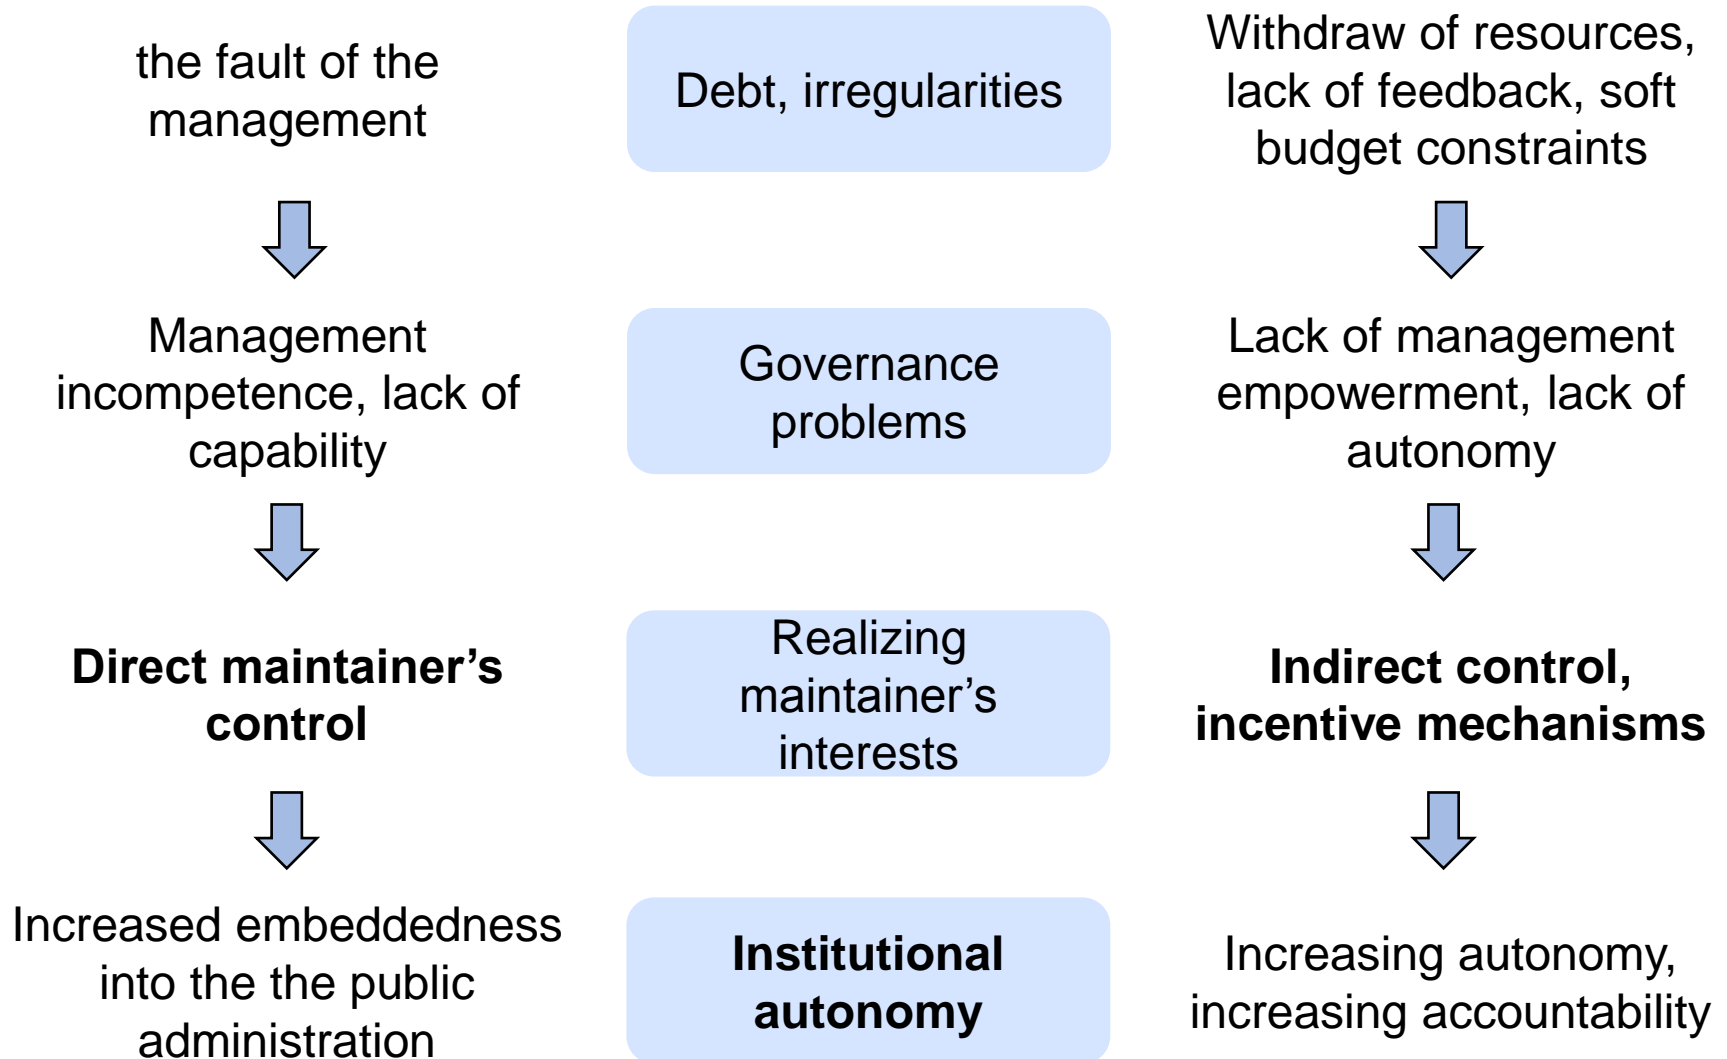 the fault of the
management
Debt, irregularities
Withdraw of resources,
lack of feedback, soft
budget constraints
Management
incompetence, lack of
capability
Governance
problems
Lack of management
empowerment, lack of
autonomy
Direct maintainer’s
control
Realizing
maintainer’s
interests
Indirect control,
incentive mechanisms
Increased embeddedness
into the the public
administration
Institutional
autonomy
Increasing autonomy,
increasing accountability